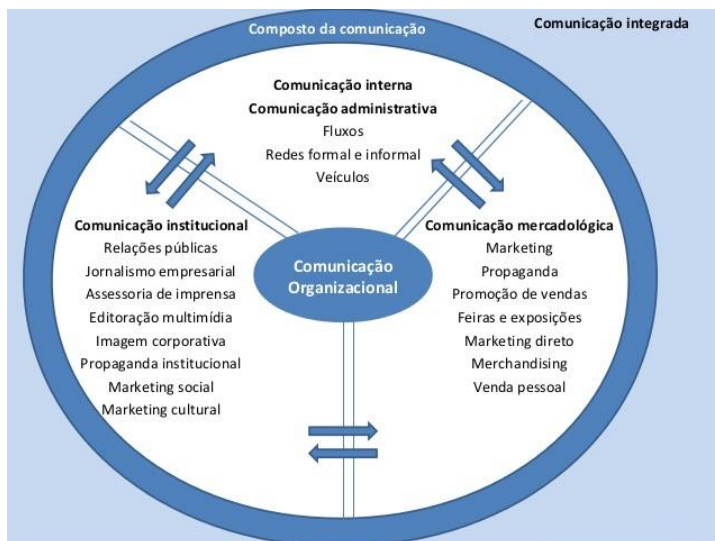 Composto da comunicação
Comunicação integrada
Comunicação interna
Comunicação administrativa
Fluxos
Redes formal e informal
Veículos
Comunicação institucional
Relações públicas
Jornalismo empresarial
Assessoria de imprensa
Editoração multimídia
Imagem corporativa
Propaganda institucional
Marketing social
Marketing cultural
Comunicação
Organizacional
Comunicação mercadológica
Marketing
Propaganda
Promoção de vendas
Feiras e exposições
Marketing direto
Merchandising
Venda pessoal